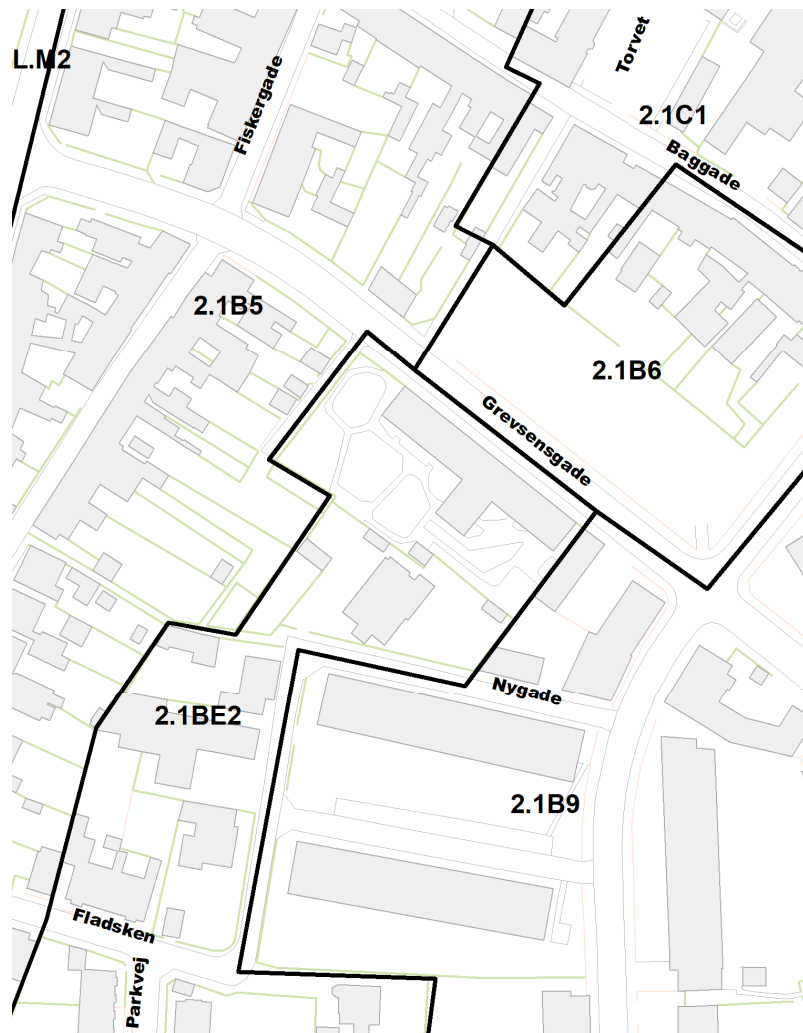 L.M2
Fiskergade
Torvet
2.1C1
Baggade
2.1B5
2.1B6
Grevsensgade
Nygade
2.1BE2
2.1B9
Fladsken
Parkvej